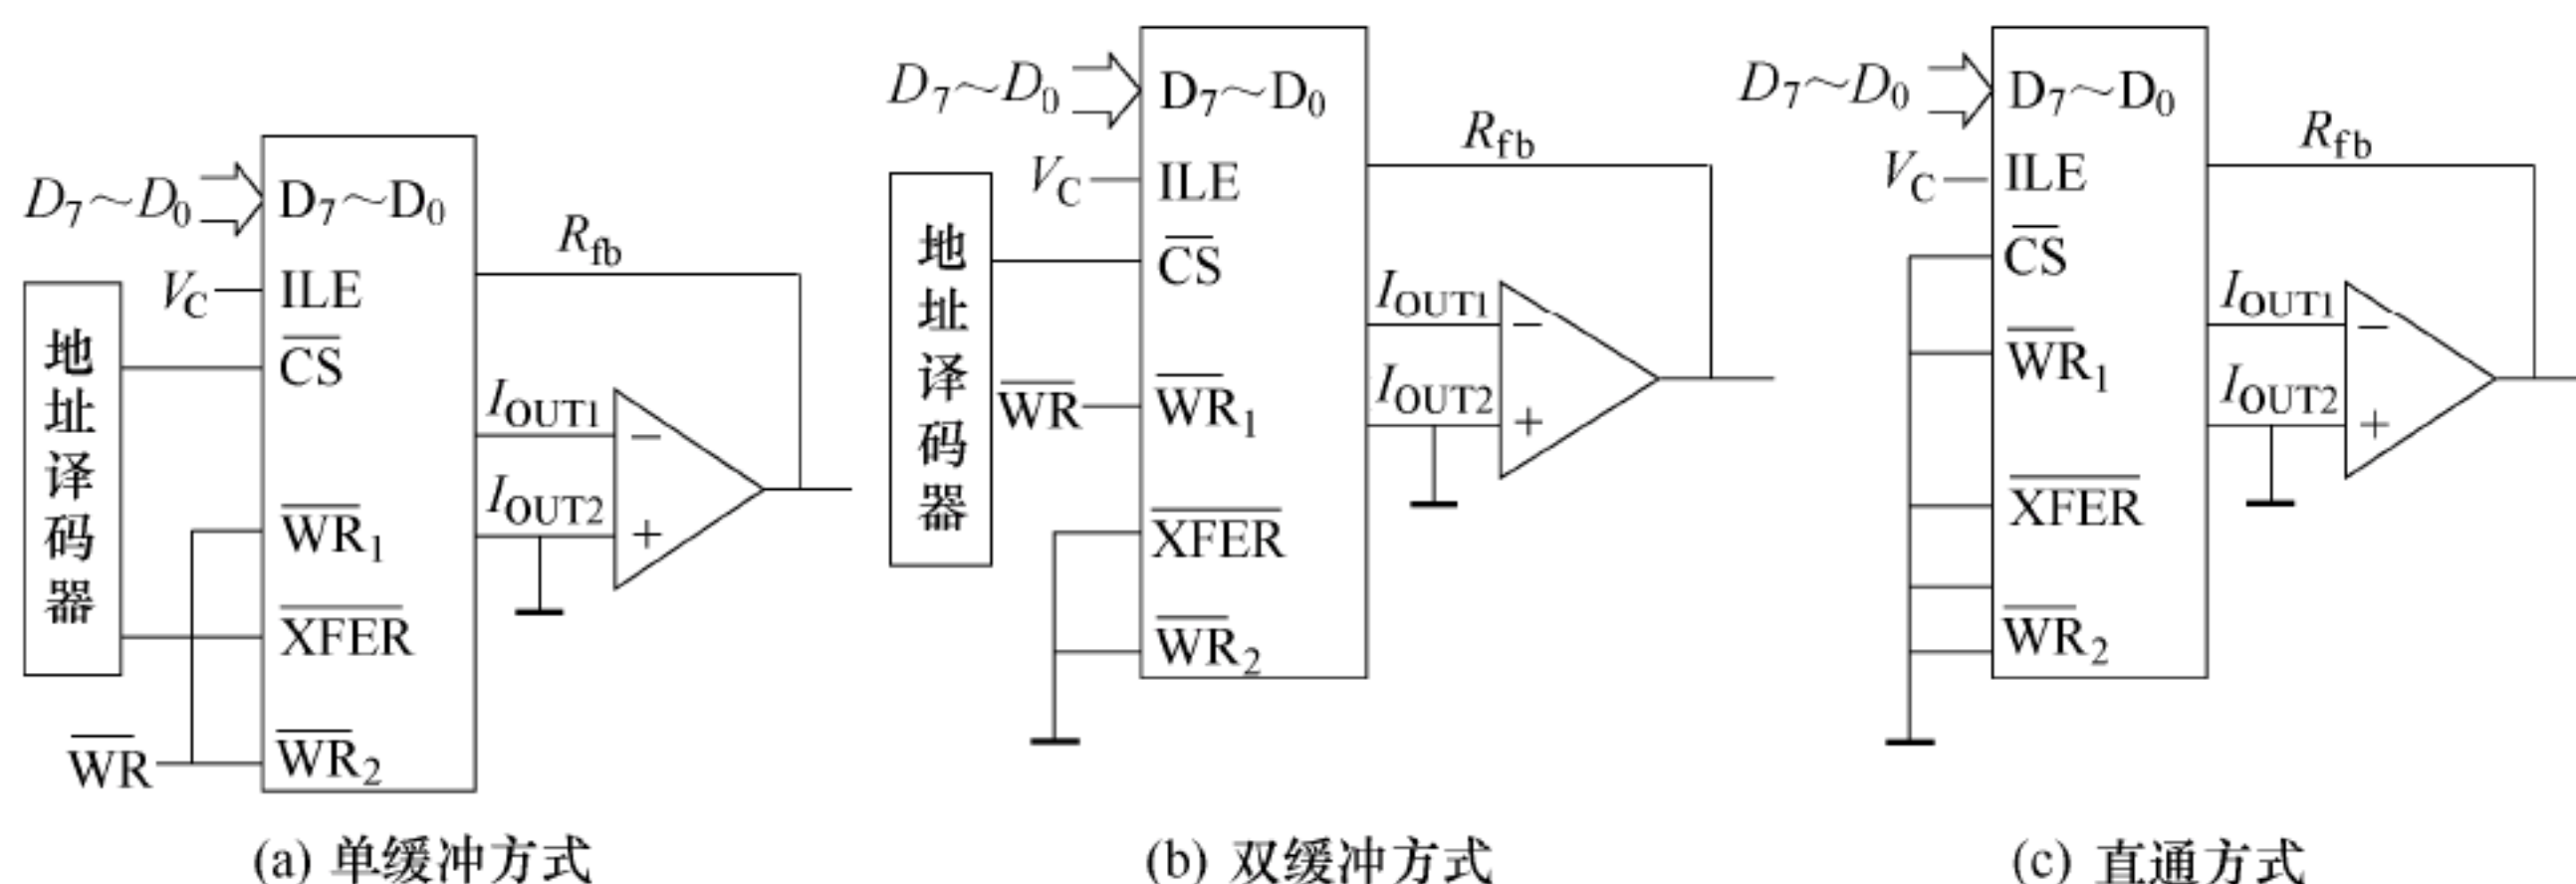 D7～D0
D7～D0
VC
ILE
CS
WR1
XFER
WR2
WR
地址译码器
Rfb
IOUT1
−
IOUT2
+
(a) 单缓冲方式
D7～D0
D7～D0
VC
ILE
CS
WR
WR1
XFER
WR2
地址译码器
Rfb
IOUT1
−
IOUT2
+
(b) 双缓冲方式
D7～D0
D7～D0
VC
ILE
CS
WR1
XFER
WR2
Rfb
IOUT1
−
IOUT2
+
(c) 直通方式